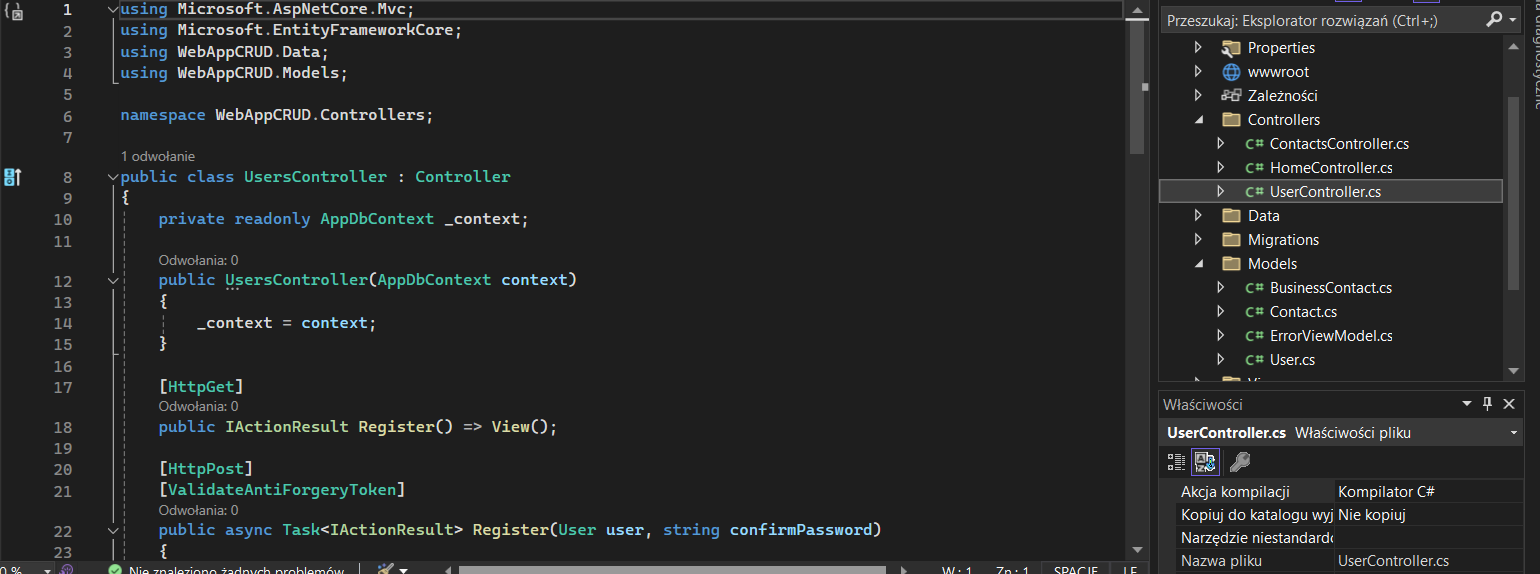 1 using Microsoft.AspNetCore.Mvc;
2 using Microsoft.EntityFrameworkCore;
3 using WebAppCRUD.Data;
4 using WebAppCRUD.Models;
5
6 namespace WebAppCRUD.Controllers;
7
1 odwołanie
8 public class UsersController : Controller
9 {
10 private readonly AppDbContext _context;
11
Odwołania: 0
12 public UsersController(AppDbContext context)
13 {
14 _context = context;
15 }
16
17 [HttpGet]
Odwołania: 0
18 public IActionResult Register() => View();
19
20 [HttpPost]
21 [ValidateAntiForgeryToken]
Odwołania: 0
22 public async Task<IActionResult> Register(User user, string confirmPassword)
23 {
0 %
Nie znaleziono żadnych problemów
W: 1 Zn: 1 SPACJE LF
Przeszukaj: Eksplorator rozwiązań (Ctrl+;)
Properties
wwwroot
Zależności
Controllers
C# ContactsController.cs
C# HomeController.cs
C# UserController.cs
Data
Migrations
Models
C# BusinessContact.cs
C# Contact.cs
C# ErrorViewModel.cs
C# User.cs
Właściwości
UserController.cs Właściwości pliku
Akcja kompilacji Kompilator C#
Kopiuj do katalogu wyj Nie kopiuj
Narzędzie niestandard
Nazwa pliku UserController.cs